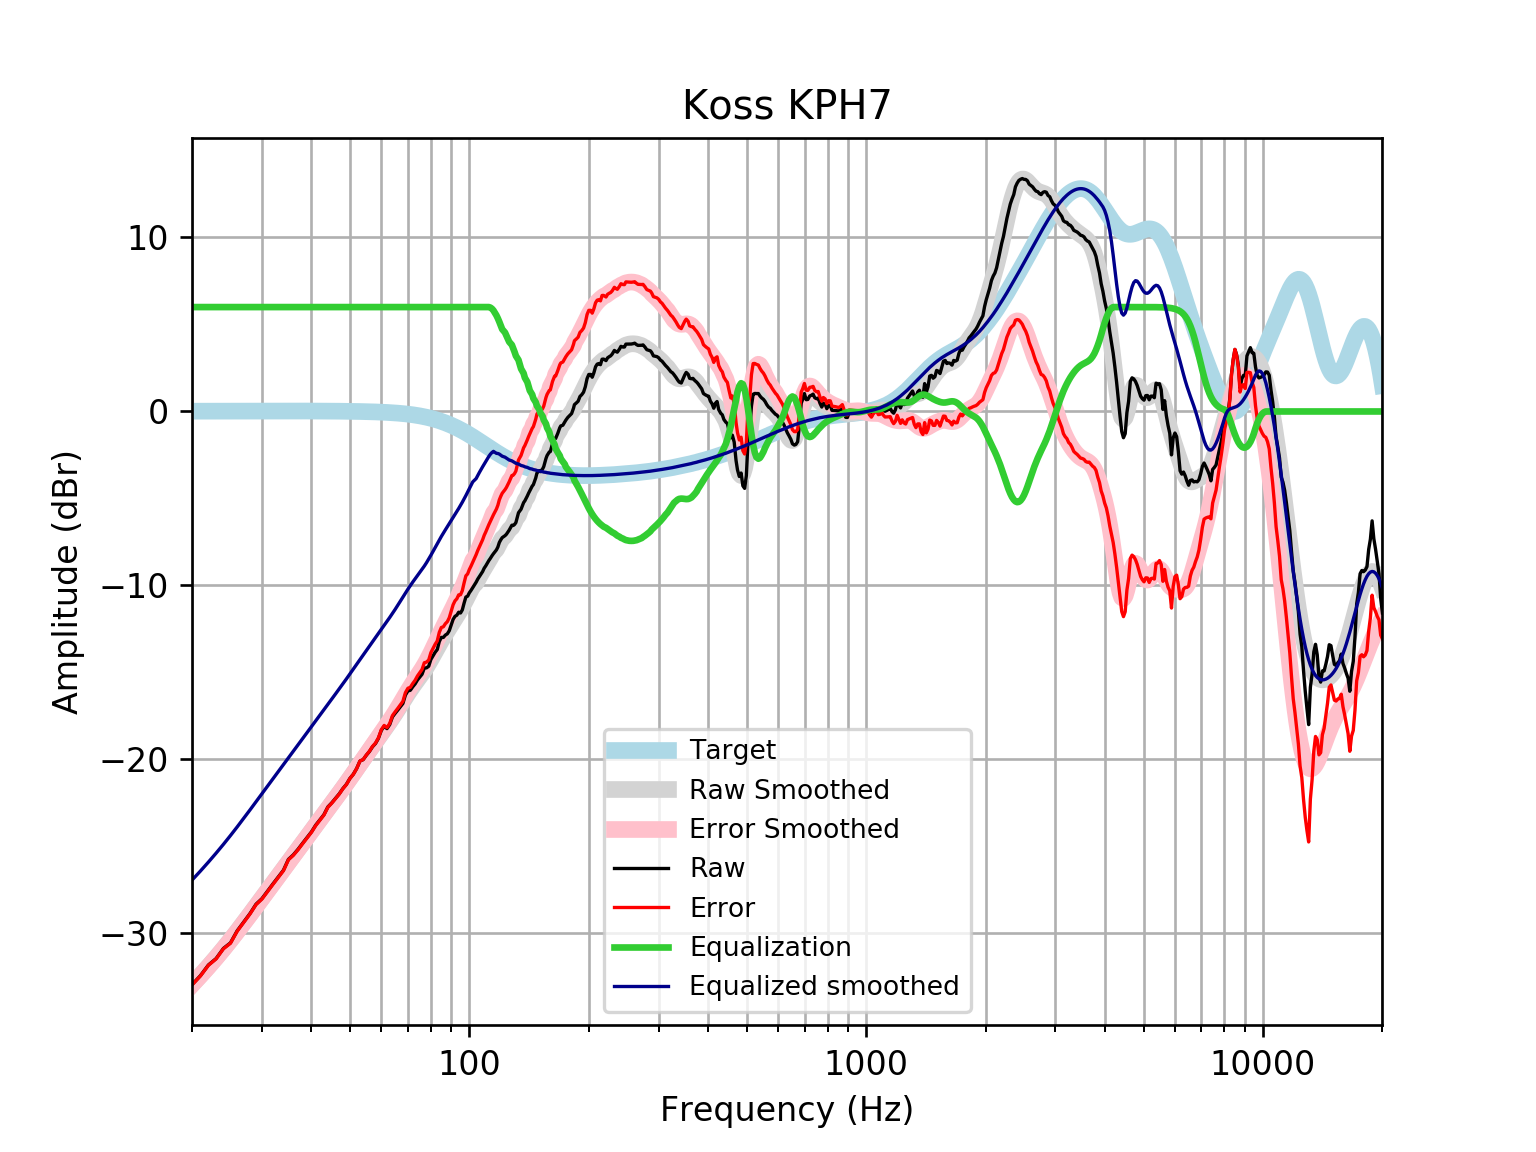 Koss KPH7
10
0
−10
−20
−30
Amplitude (dBr)
Target
Raw Smoothed
Error Smoothed
Raw
Error
Equalization
Equalized smoothed
100 1000 10000
Frequency (Hz)